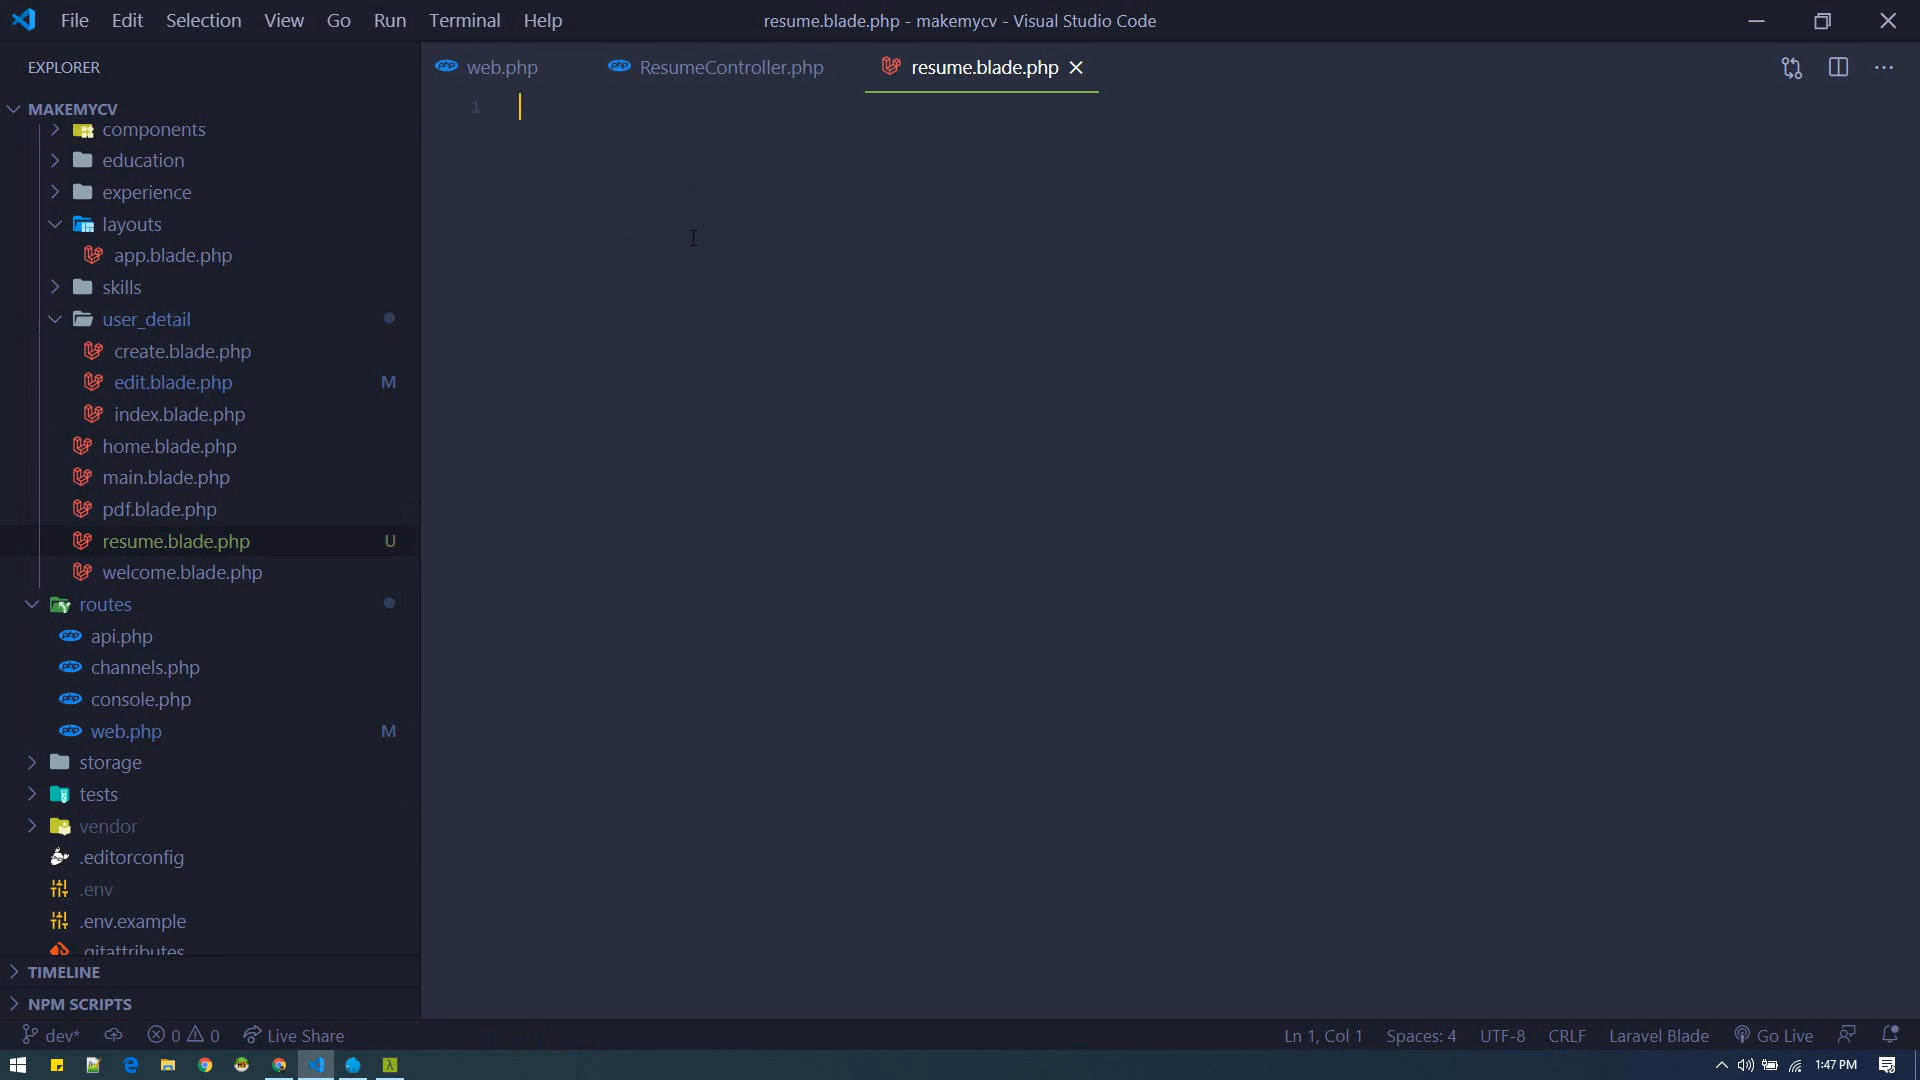 File Edit Selection View Go Run Terminal Help
resume.blade.php - makemycv - Visual Studio Code
EXPLORER
MAKEMYCV
components
education
experience
layouts
app.blade.php
skills
user_detail
create.blade.php
edit.blade.php M
index.blade.php
home.blade.php
main.blade.php
pdf.blade.php
resume.blade.php U
welcome.blade.php
routes
api.php
channels.php
console.php
web.php M
storage
tests
vendor
.editorconfig
.env
.env.example
.gitattributes
TIMELINE
NPM SCRIPTS
php web.php php ResumeController.php resume.blade.php
1
dev* 0 0 Live Share
Ln 1, Col 1 Spaces: 4 UTF-8 CRLF Laravel Blade Go Live
1:47 PM